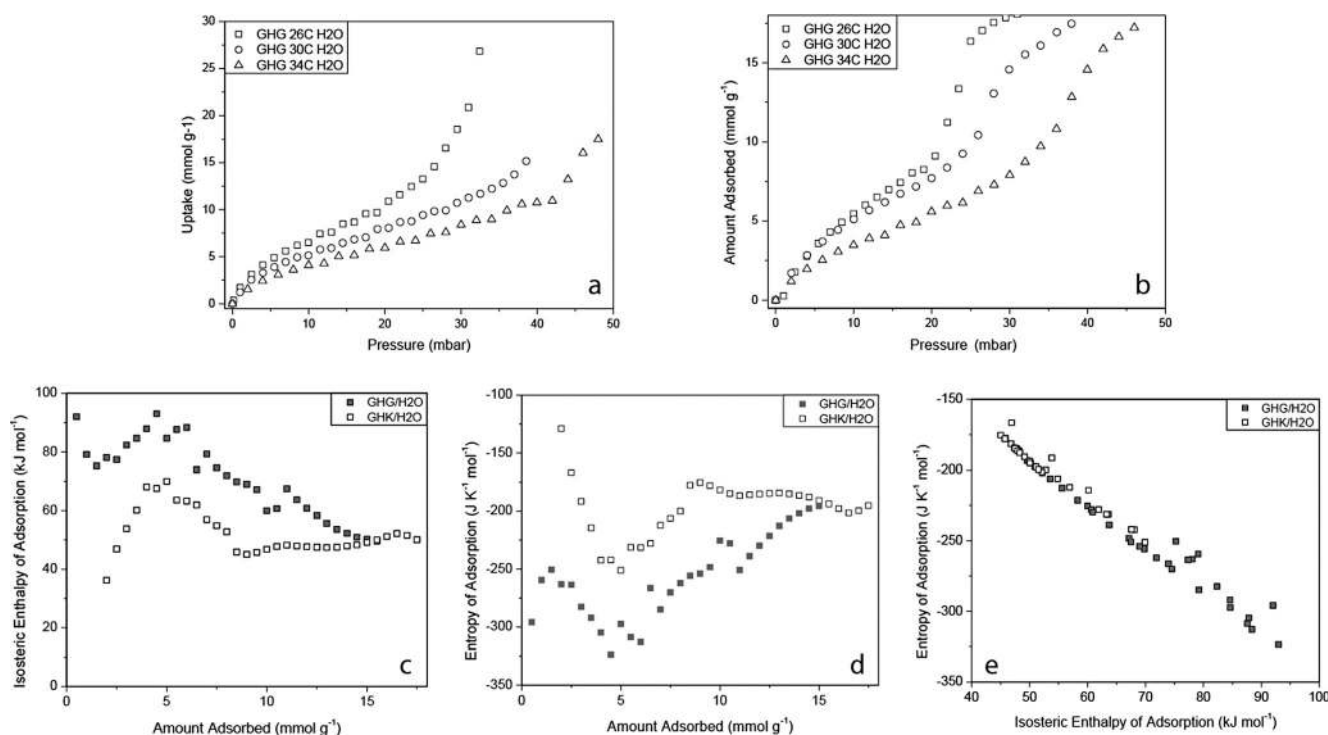 GHG 26C H2O
GHG 30C H2O
GHG 34C H2O
30
25
20
15
10
5
0
Uptake (mmol g-1)
0 10 20 30 40 50
Pressure (mbar)
a
GHG 26C H2O
GHG 30C H2O
GHG 34C H2O
15
10
5
0
Amount Adsorbed (mmol g⁻¹)
0 10 20 30 40 50
Pressure (mbar)
b
GHG/H2O
GHK/H2O
100
80
60
40
20
0
Isosteric Enthalpy of Adsorption (kJ mol⁻¹)
0 5 10 15
Amount Adsorbed (mmol g⁻¹)
c
GHG/H2O
GHK/H2O
-100
-150
-200
-250
-300
-350
Entropy of Adsorption (J K⁻¹ mol⁻¹)
0 5 10 15
Amount Adsorbed (mmol g⁻¹)
d
GHG/H2O
GHK/H2O
-150
-200
-250
-300
-350
Entropy of Adsorption (J K⁻¹ mol⁻¹)
40 50 60 70 80 90 100
Isosteric Enthalpy of Adsorption (kJ mol⁻¹)
e